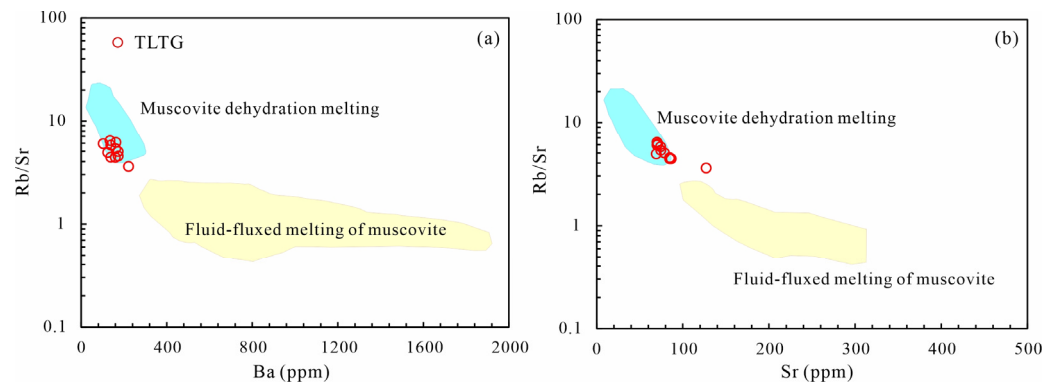 (a)
TLTG
Muscovite dehydration melting
Fluid-fluxed melting of muscovite
Rb/Sr
100
10
1
0.1
0
400
800
1200
1600
2000
Ba (ppm)
(b)
Muscovite dehydration melting
Fluid-fluxed melting of muscovite
Rb/Sr
100
10
1
0.1
0
100
200
300
400
500
Sr (ppm)